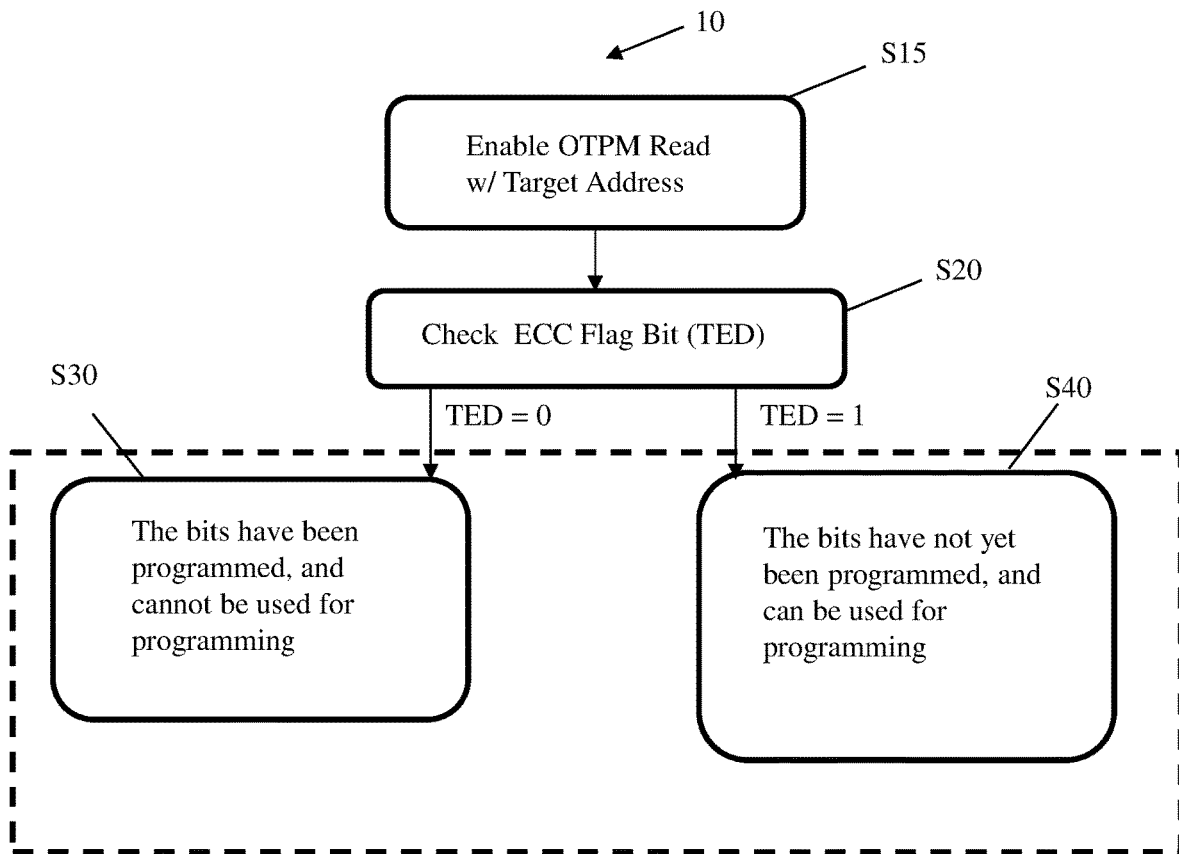 10
S15
Enable OTPM Read
w/ Target Address
S20
Check ECC Flag Bit (TED)
S30
TED = 0
TED = 1
S40
The bits have been
programmed, and
cannot be used for
programming
The bits have not yet
been programmed, and
can be used for
programming